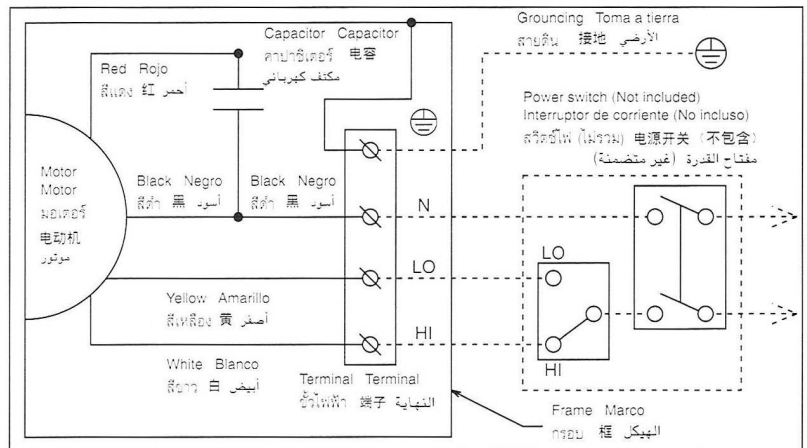 Capacitor Capacitor
คาปาซิเตอร์ 电容
مكثف كهربائي
Grounding Toma a tierra
สายดิน 接地 الأرضي
Red Rojo
สีแดง 红 أحمر
Power switch (Not included)
Interruptor de corriente (No incluso)
สวิตช์ไฟ (ไม่รวม) 电源开关 (不包含)
مفتاح القدرة (غير متضمنة)
Motor
Motor
มอเตอร์
电动机
موتور
Black Negro
สีดำ 黑 أسود
Black Negro
สีดำ 黑 أسود
N
LO
LO
Yellow Amarillo
สีเหลือง 黄 أصفر
HI
HI
White Blanco
สีขาว 白 أبيض
Terminal Terminal
ขั้วไฟฟ้า 端子 النهاية
Frame Marco
กรอบ 框 الهيكل